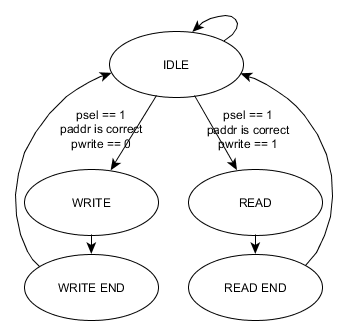 IDLE
psel == 1
paddr is correct
pwrite == 0
psel == 1
paddr is correct
pwrite == 1
WRITE
READ
WRITE END
READ END